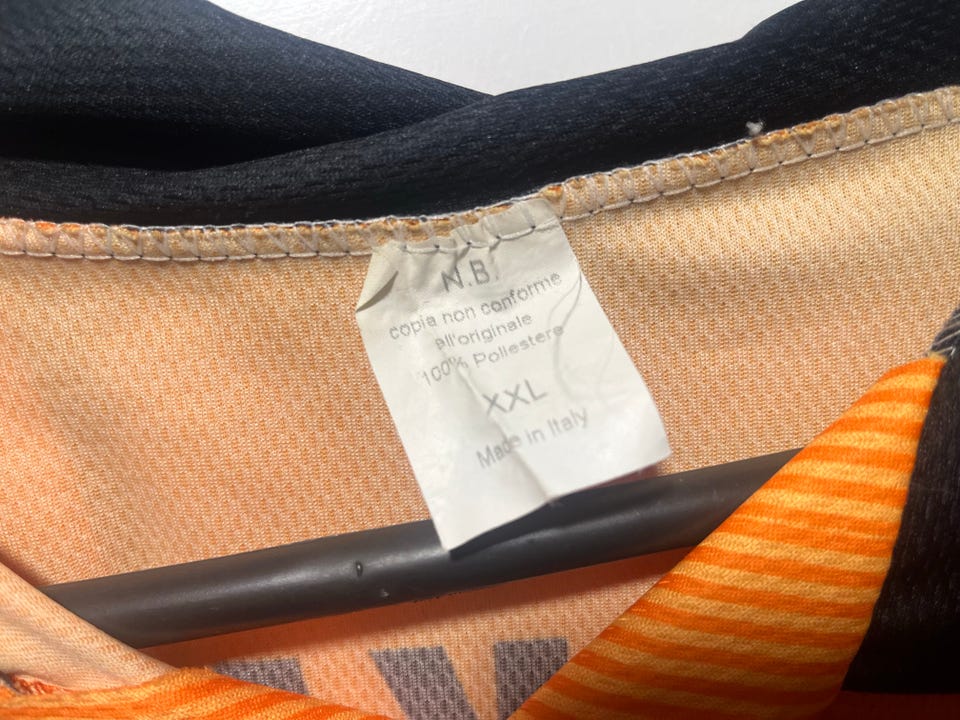 N.B.
copia non conforme
all'originale
100% Poliestere
XXL
Made in Italy